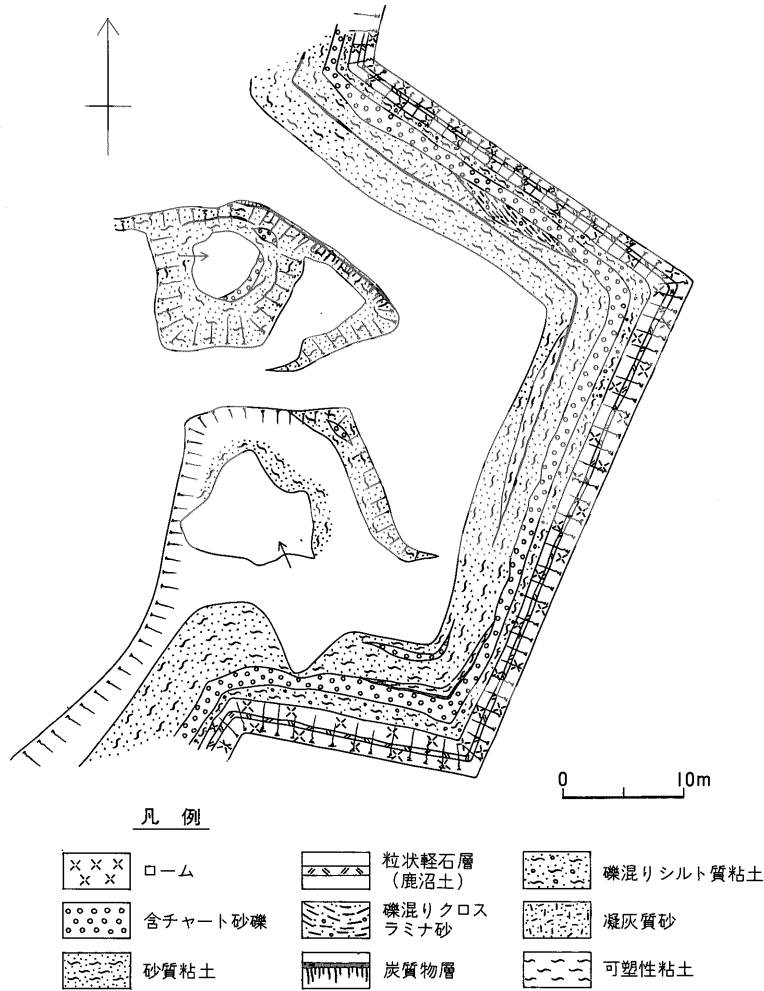 0 10m
凡 例
ローム
粒状軽石層
(鹿沼土)
礫混りシルト質粘土
含チャート砂礫
礫混りクロス
ラミナ砂
凝灰質砂
砂質粘土
炭質物層
可塑性粘土